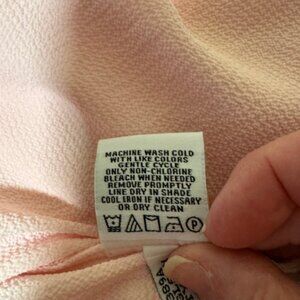 MACHINE WASH COLD
WITH LIKE COLORS
GENTLE CYCLE
ONLY NON-CHLORINE
BLEACH WHEN NEEDED
REMOVE PROMPTLY
LINE DRY IN SHADE
COOL IRON IF NECESSARY
OR DRY CLEAN
P